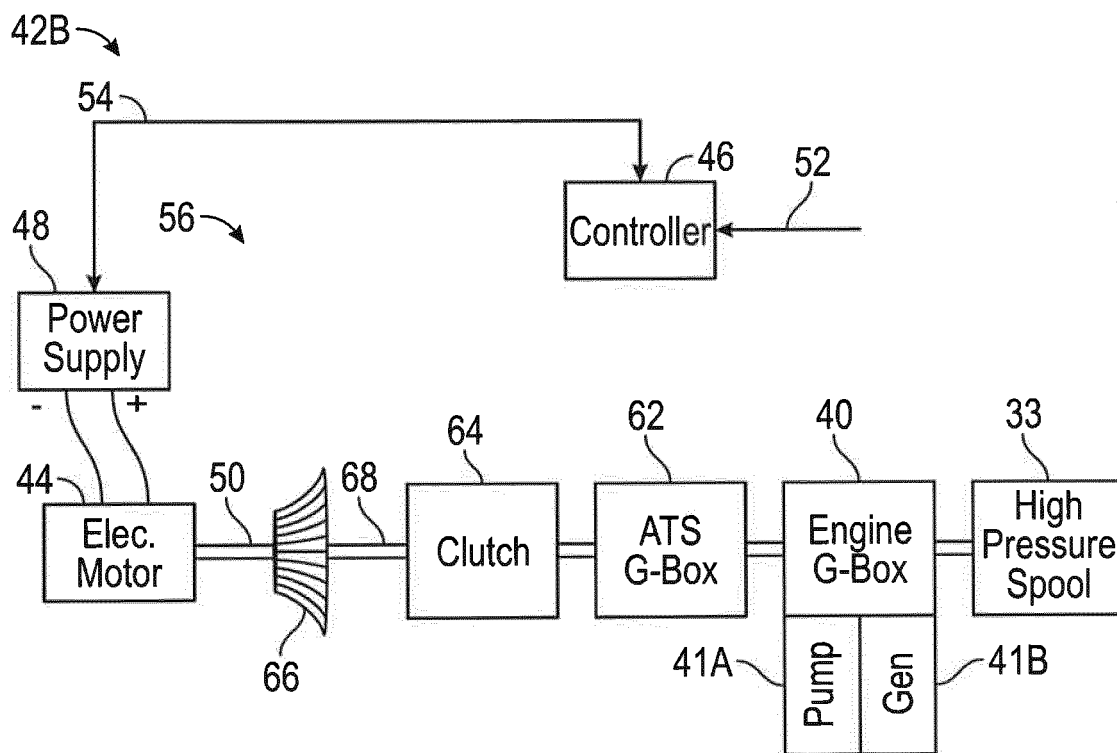 42B
54
46
52
Controller
56
48
Power
Supply
- +
44
Elec.
Motor
50
66
68
64
Clutch
62
ATS
G-Box
40
Engine
G-Box
33
High
Pressure
Spool
41A
Pump
Gen
41B